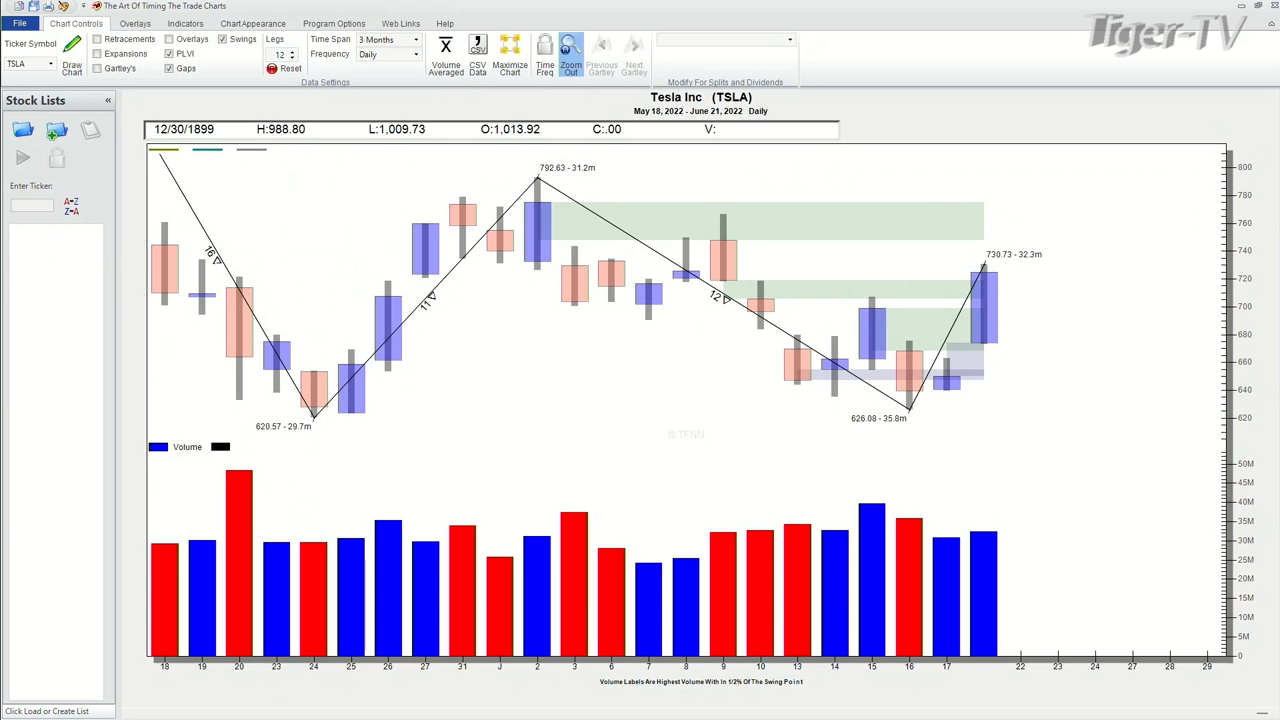 The Art Of Timing The Trade Charts
File Chart Controls Overlays Indicators Chart Appearance Program Options Web Links Help
Tiger-TV
Ticker Symbol
TSLA
Draw Chart
Retracements
Expansions
Gartley's
Overlays
PLVI
Gaps
Swings
Legs
12
Reset
Time Span 3 Months
Frequency Daily
Data Settings
Volume Averaged
CSV
CSV Data
Maximize Chart
Time Freq
Zoom Out
Previous Gartley
Next Gartley
Modify For Splits and Dividends
Stock Lists «
Enter Ticker:
A-Z
Z-A
Click Load or Create List
Tesla Inc (TSLA)
May 18, 2022 - June 21, 2022 Daily
12/30/1899 H:988.80 L:1,009.73 O:1,013.92 C:.00 V:
792.63 - 31.2m
730.73 - 32.3m
16
11
12
620.57 - 29.7m
626.08 - 35.8m
© TFNN
800
780
760
740
720
700
680
660
640
620
Volume
50M
45M
40M
35M
30M
25M
20M
15M
10M
5M
0
18 19 20 23 24 25 26 27 31 J 2 3 6 7 8 9 10 13 14 15 16 17 22 23 24 27 28 29
Volume Labels Are Highest Volume With In 1/2% Of The Swing Point